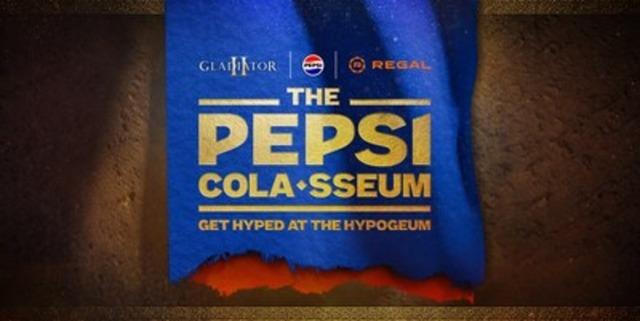 GLADIATOR II PEPSI REGAL
THE
PEPSI
COLA◆SSEUM
GET HYPED AT THE HYPOGEUM